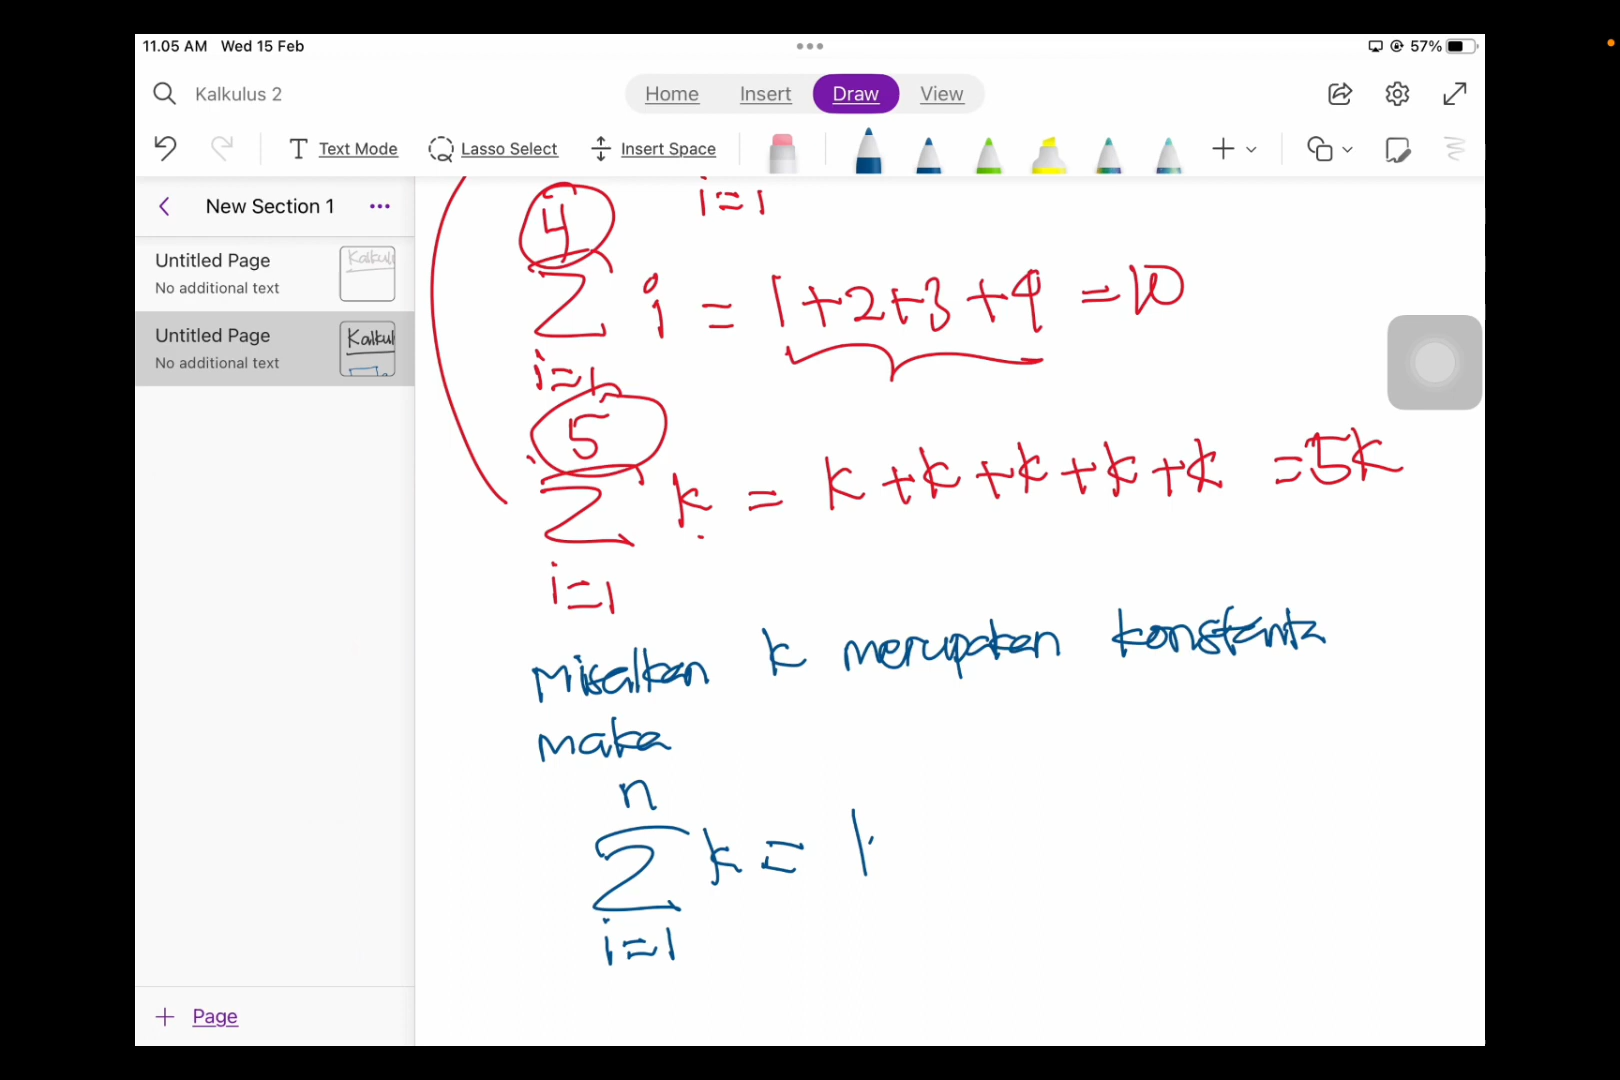 11.05 AM Wed 15 Feb
57%
Kalkulus 2
Home Insert Draw View
Text Mode Lasso Select Insert Space
New Section 1
Untitled Page
No additional text
Kalkul
Untitled Page
No additional text
Kalkul
Page
i=1
4
Σ i = 1+2+3+4 =10
i=1
5
Σ k = k+k+k+k+k =5k
i=1
Misalkan k merupakan konstanta
maka
n
Σ k =
i=1